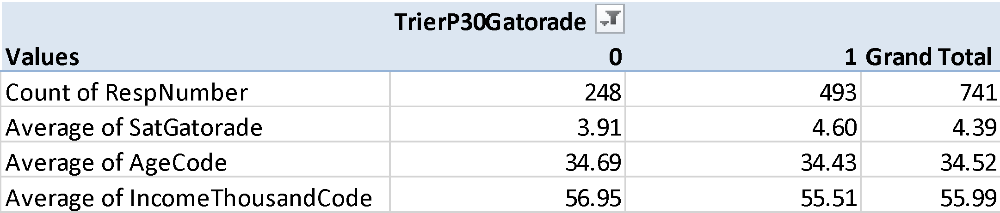 TrierP30Gatorade
Values 0 1 Grand Total
Count of RespNumber 248 493 741
Average of SatGatorade 3.91 4.60 4.39
Average of AgeCode 34.69 34.43 34.52
Average of IncomeThousandCode 56.95 55.51 55.99